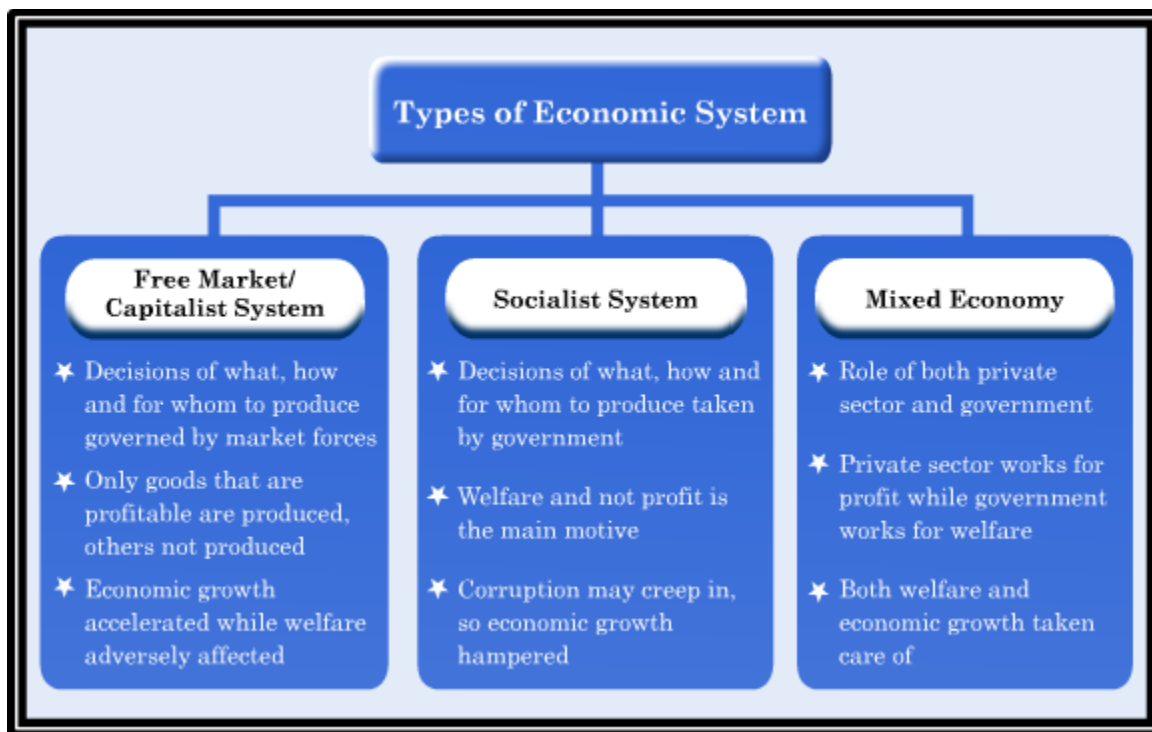 Types of Economic System
Free Market/
Capitalist System
Decisions of what, how
and for whom to produce
governed by market forces
Only goods that are
profitable are produced,
others not produced
Economic growth
accelerated while welfare
adversely affected
Socialist System
Decisions of what, how and
for whom to produce taken
by government
Welfare and not profit is
the main motive
Corruption may creep in,
so economic growth
hampered
Mixed Economy
Role of both private
sector and government
Private sector works for
profit while government
works for welfare
Both welfare and
economic growth taken
care of